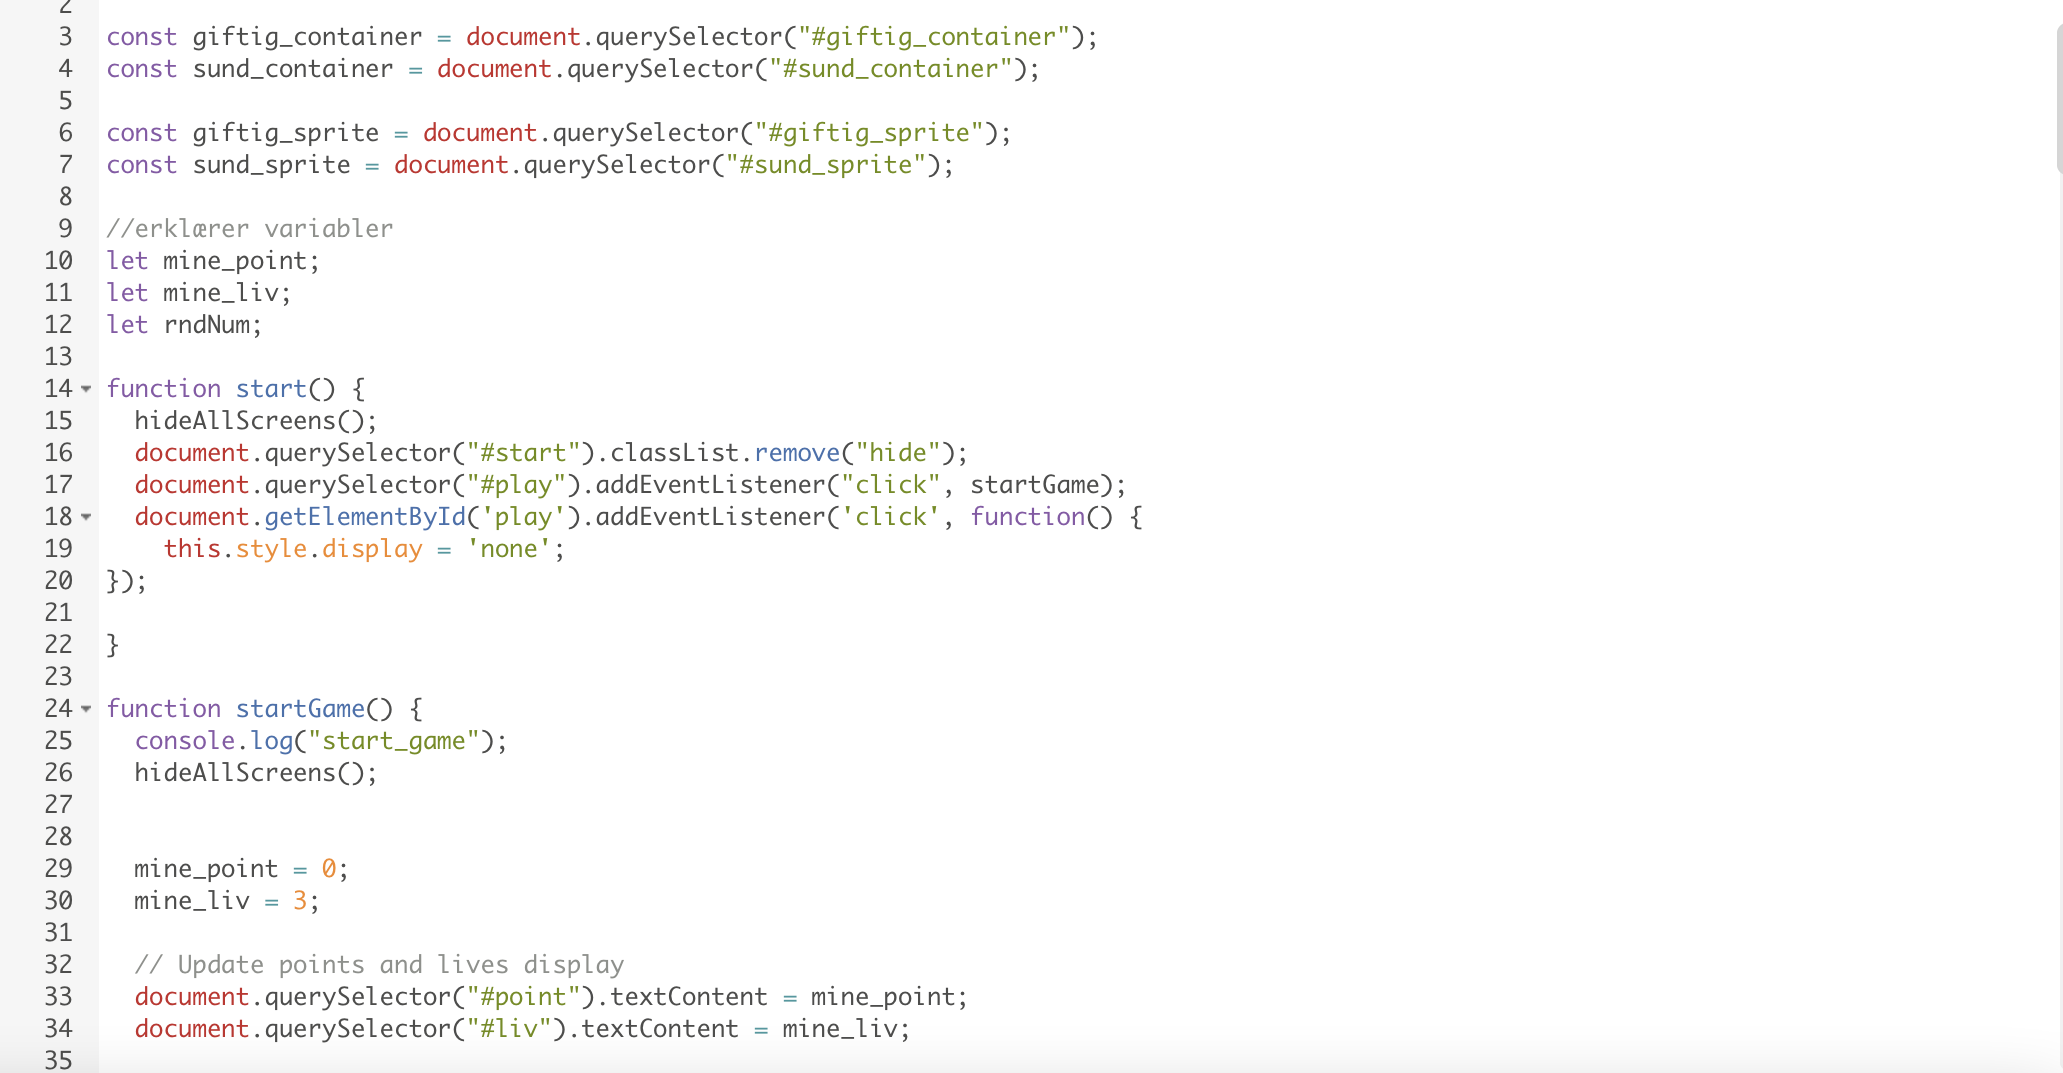 2
3 const giftig_container = document.querySelector("#giftig_container");
4 const sund_container = document.querySelector("#sund_container");
5
6 const giftig_sprite = document.querySelector("#giftig_sprite");
7 const sund_sprite = document.querySelector("#sund_sprite");
8
9 //erklærer variabler
10 let mine_point;
11 let mine_liv;
12 let rndNum;
13
14 function start() {
15   hideAllScreens();
16   document.querySelector("#start").classList.remove("hide");
17   document.querySelector("#play").addEventListener("click", startGame);
18   document.getElementById('play').addEventListener('click', function() {
19     this.style.display = 'none';
20 });
21
22 }
23
24 function startGame() {
25   console.log("start_game");
26   hideAllScreens();
27
28
29   mine_point = 0;
30   mine_liv = 3;
31
32   // Update points and lives display
33   document.querySelector("#point").textContent = mine_point;
34   document.querySelector("#liv").textContent = mine_liv;
35